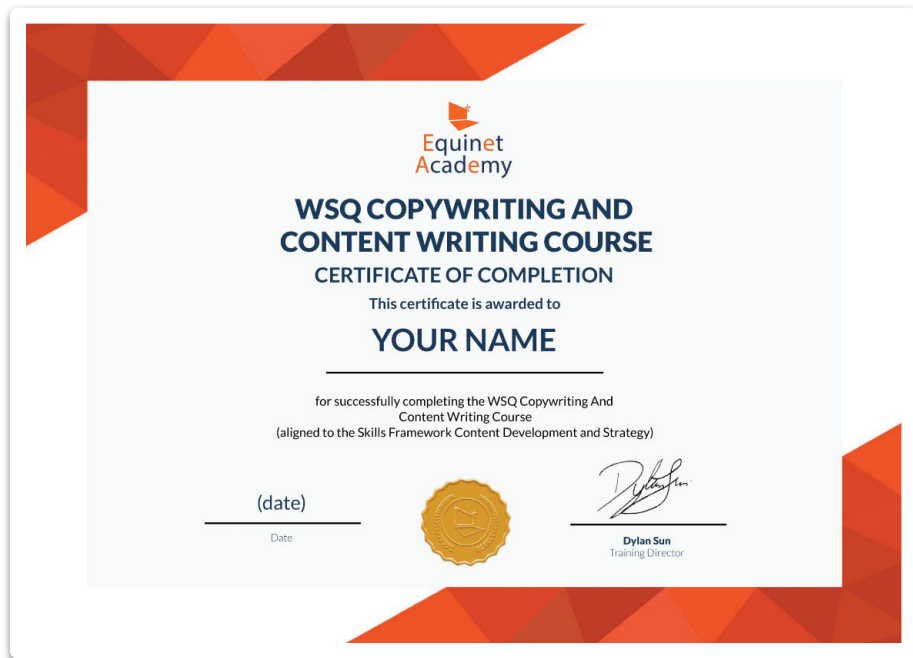 Equinet
Academy
WSQ COPYWRITING AND
CONTENT WRITING COURSE
CERTIFICATE OF COMPLETION
This certificate is awarded to
YOUR NAME
for successfully completing the WSQ Copywriting And
Content Writing Course
(aligned to the Skills Framework Content Development and Strategy)
(date)
Date
Dylan Sun
Dylan Sun
Training Director